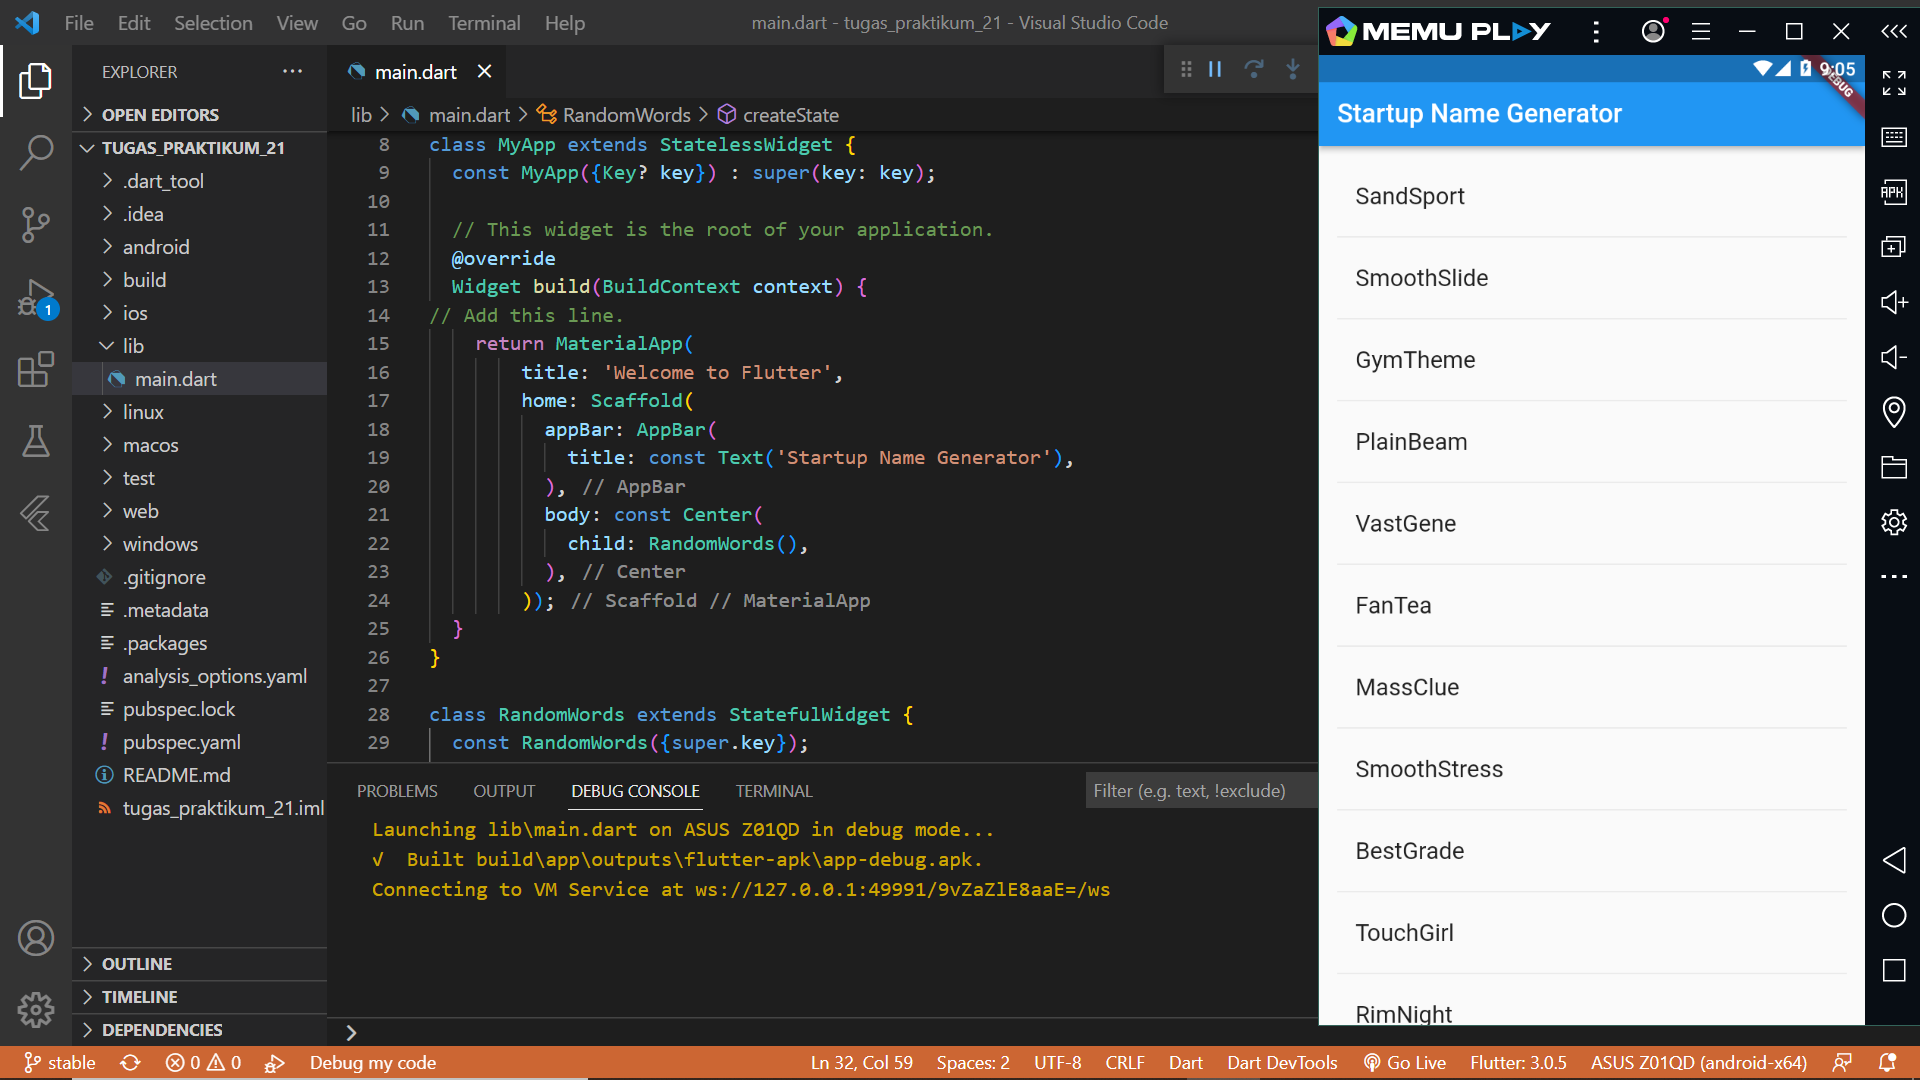 File Edit Selection View Go Run Terminal Help
main.dart - tugas_praktikum_21 - Visual Studio Code
EXPLORER
OPEN EDITORS
TUGAS_PRAKTIKUM_21
.dart_tool
.idea
android
build
ios
lib
main.dart
linux
macos
test
web
windows
.gitignore
.metadata
.packages
analysis_options.yaml
pubspec.lock
pubspec.yaml
README.md
tugas_praktikum_21.iml
OUTLINE
TIMELINE
DEPENDENCIES
1
main.dart
lib > main.dart > RandomWords > createState
8 class MyApp extends StatelessWidget {
9 const MyApp({Key? key}) : super(key: key);
10
11 // This widget is the root of your application.
12 @override
13 Widget build(BuildContext context) {
14 // Add this line.
15 return MaterialApp(
16 title: 'Welcome to Flutter',
17 home: Scaffold(
18 appBar: AppBar(
19 title: const Text('Startup Name Generator'),
20 ), // AppBar
21 body: const Center(
22 child: RandomWords(),
23 ), // Center
24 )); // Scaffold // MaterialApp
25 }
26 }
27
28 class RandomWords extends StatefulWidget {
29 const RandomWords({super.key});
PROBLEMS OUTPUT DEBUG CONSOLE TERMINAL
Filter (e.g. text, !exclude)
Launching lib\main.dart on ASUS Z01QD in debug mode...
√ Built build\app\outputs\flutter-apk\app-debug.apk.
Connecting to VM Service at ws://127.0.0.1:49991/9vZaZlE8aaE=/ws
MEMU PLAY
9:05
DEBUG
Startup Name Generator
SandSport
SmoothSlide
GymTheme
PlainBeam
VastGene
FanTea
MassClue
SmoothStress
BestGrade
TouchGirl
RimNight
APK
stable 0 0 Debug my code
Ln 32, Col 59 Spaces: 2 UTF-8 CRLF Dart Dart DevTools Go Live Flutter: 3.0.5 ASUS Z01QD (android-x64)